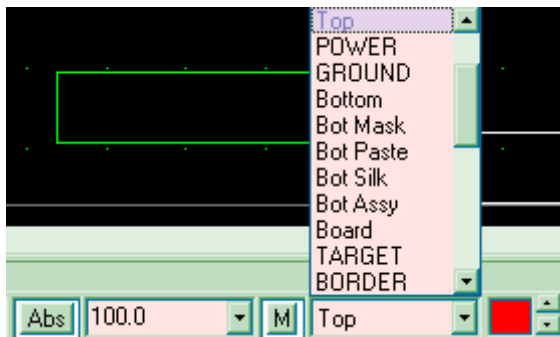 Top
POWER
GROUND
Bottom
Bot Mask
Bot Paste
Bot Silk
Bot Assy
Board
TARGET
BORDER
Abs 100.0 M Top